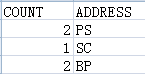 COUNT ADDRESS
2 PS
1 SC
2 BP